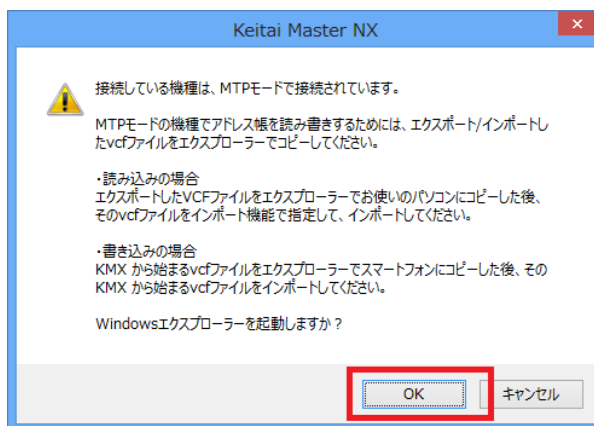 Keitai Master NX
接続している機種は、MTPモードで接続されています。
MTPモードの機種でアドレス帳を読み書きするためには、エクスポート/インポートし
たvcfファイルをエクスプローラーでコピーしてください。
・読み込みの場合
エクスポートしたVCFファイルをエクスプローラーでお使いのパソコンにコピーした後、
そのvcfファイルをインポート機能で指定して、インポートしてください。
・書き込みの場合
KMX から始まるvcfファイルをエクスプローラーでスマートフォンにコピーした後、その
KMX から始まるvcfファイルをインポートしてください。
Windowsエクスプローラーを起動しますか？
OK
キャンセル